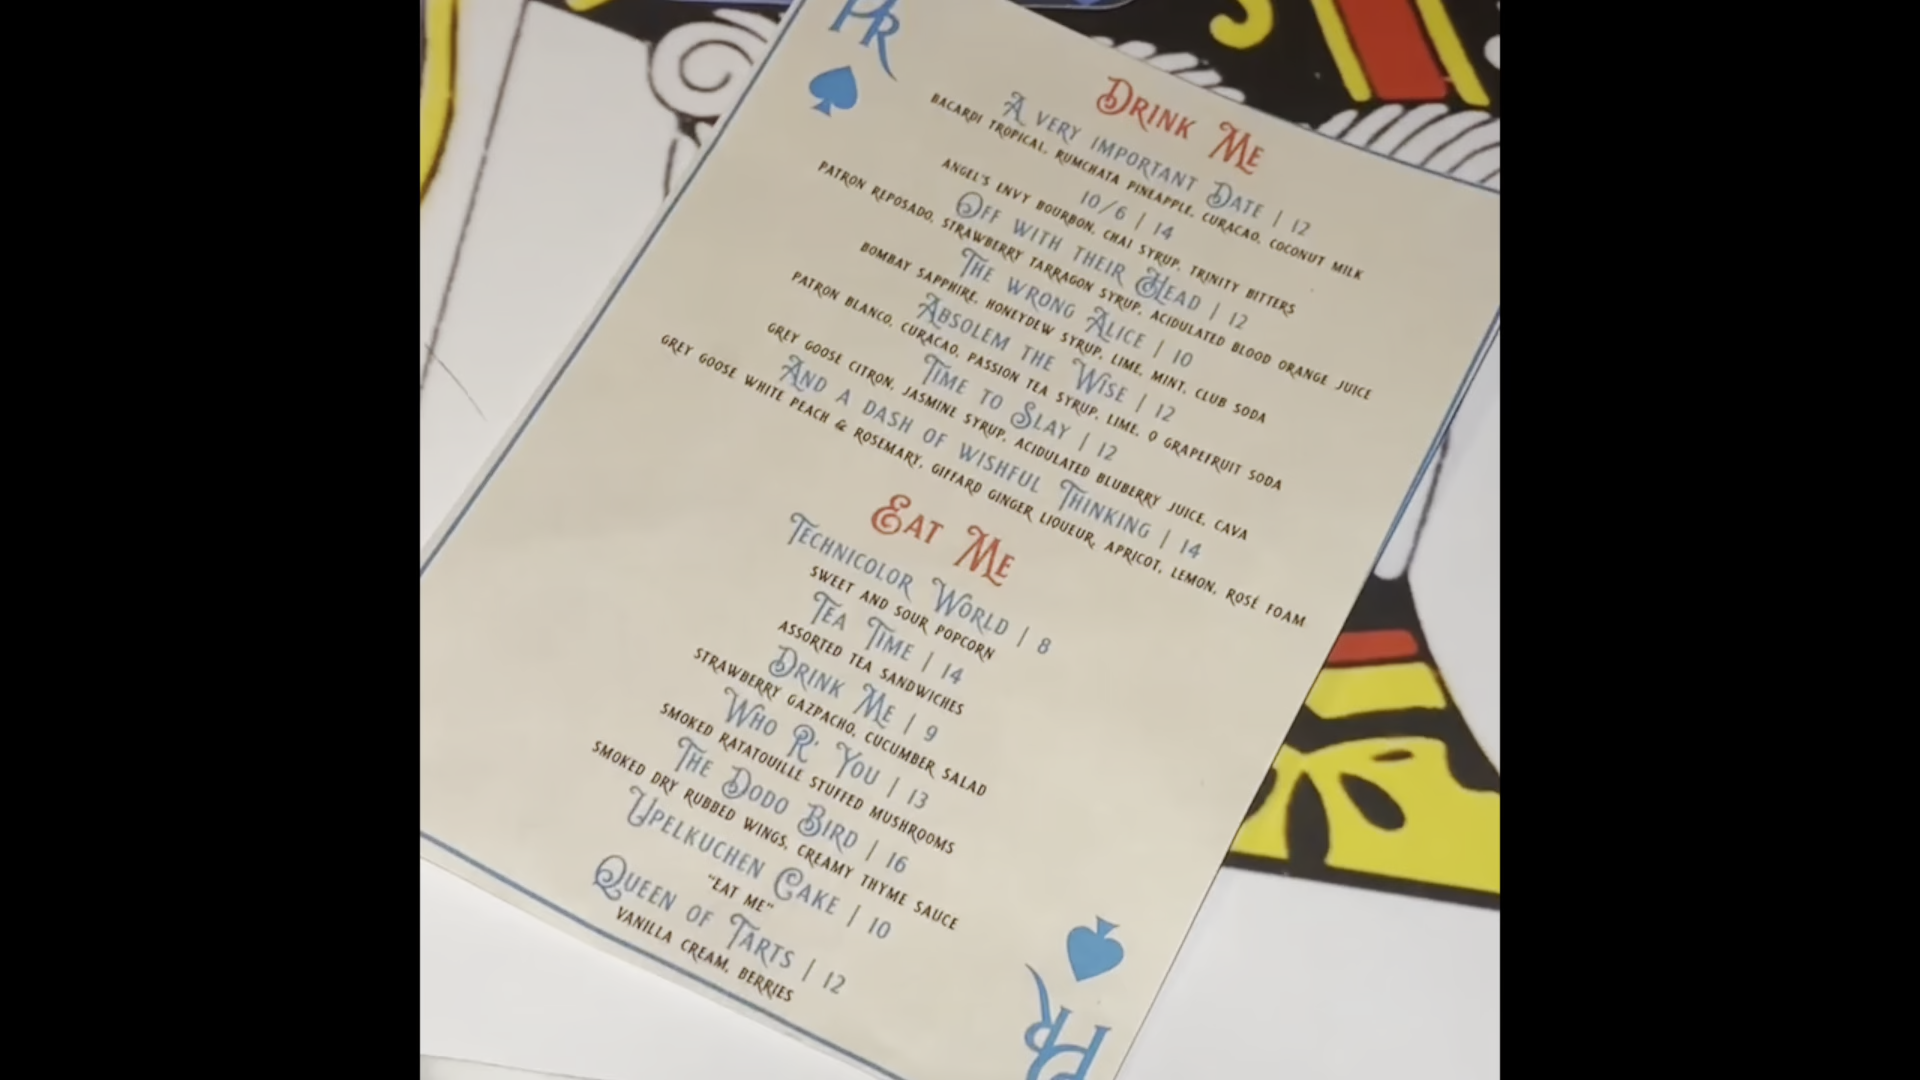 PR
DRINK ME
A VERY IMPORTANT DATE | 12
BACARDI TROPICAL, RUMCHATA PINEAPPLE, CURACAO, COCONUT MILK
10/6 | 14
ANGEL'S ENVY BOURBON, CHAI SYRUP, TRINITY BITTERS
OFF WITH THEIR HEAD | 12
PATRON REPOSADO, STRAWBERRY TARRAGON SYRUP, ACIDULATED BLOOD ORANGE JUICE
THE WRONG ALICE | 10
BOMBAY SAPPHIRE, HONEYDEW SYRUP, LIME, MINT, CLUB SODA
ABSOLEM THE WISE | 12
PATRON BLANCO, CURACAO, PASSION TEA SYRUP, LIME, Q GRAPEFRUIT SODA
TIME TO SLAY | 12
GREY GOOSE CITRON, JASMINE SYRUP, ACIDULATED BLUBERRY JUICE, CAVA
AND A DASH OF WISHFUL THINKING | 14
GREY GOOSE WHITE PEACH & ROSEMARY, GIFFARD GINGER LIQUEUR, APRICOT, LEMON, ROSÉ FOAM
EAT ME
TECHNICOLOR WORLD | 8
SWEET AND SOUR POPCORN
TEA TIME | 14
ASSORTED TEA SANDWICHES
DRINK ME | 9
STRAWBERRY GAZPACHO, CUCUMBER SALAD
WHO R' YOU | 13
SMOKED RATATOUILLE STUFFED MUSHROOMS
THE DODO BIRD | 16
SMOKED DRY RUBBED WINGS, CREAMY THYME SAUCE
UPELKUCHEN CAKE | 10
"EAT ME"
QUEEN OF TARTS | 12
VANILLA CREAM, BERRIES
PR